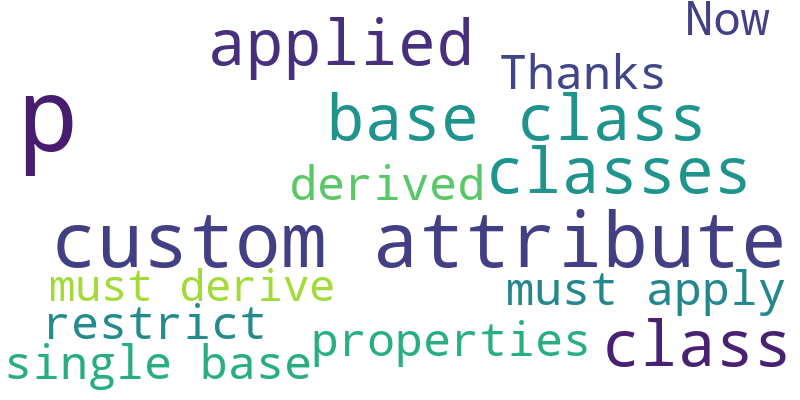 Now
applied
Thanks
p
base class
classes
derived
custom attribute
must derive
must apply
restrict
properties
class
single base